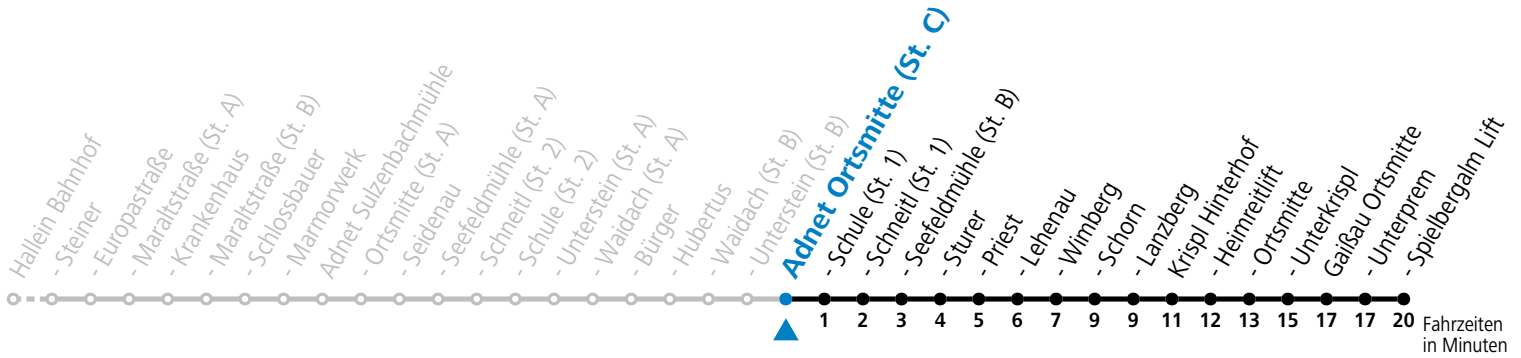 Hallein Bahnhof
- Steiner
- Europastraße
- Maraltstraße (St. A)
- Krankenhaus
- Maraltstraße (St. B)
- Schlossbauer
- Marmorwerk
Adnet Sulzenbachmühle
- Ortsmitte (St. A)
- Seidenau
- Seefeldmühle (St. A)
- Schneitl (St. 2)
- Schule (St. 2)
- Unterstein (St. A)
- Waidach (St. A)
- Bürger
- Hubertus
- Waidach (St. B)
- Unterstein (St. B)
Adnet Ortsmitte (St. C)
- Schule (St. 1)
- Schneitl (St. 1)
- Seefeldmühle (St. B)
- Sturer
- Priest
- Lehenau
- Wimberg
- Schorn
- Lanzberg
Krispl Hinterhof
- Heimreitlift
- Ortsmitte
- Unterkrispl
Gaißau Ortsmitte
- Unterprem
- Spielbergalm Lift
1 2 3 4 5 6 7 9 9 11 12 13 15 17 17 20
Fahrzeiten
in Minuten